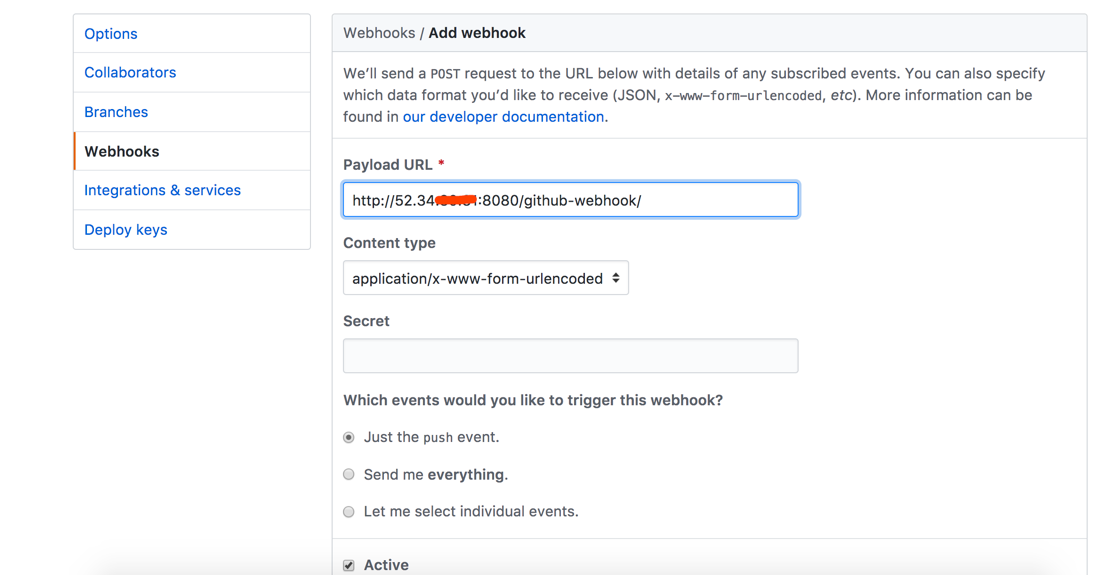 Options
Collaborators
Branches
Webhooks
Integrations & services
Deploy keys
Webhooks / Add webhook
We’ll send a POST request to the URL below with details of any subscribed events. You can also specify
which data format you’d like to receive (JSON, x-www-form-urlencoded, etc). More information can be
found in our developer documentation.
Payload URL *
http://52.34 :8080/github-webhook/
Content type
application/x-www-form-urlencoded
Secret
Which events would you like to trigger this webhook?
Just the push event.
Send me everything.
Let me select individual events.
Active